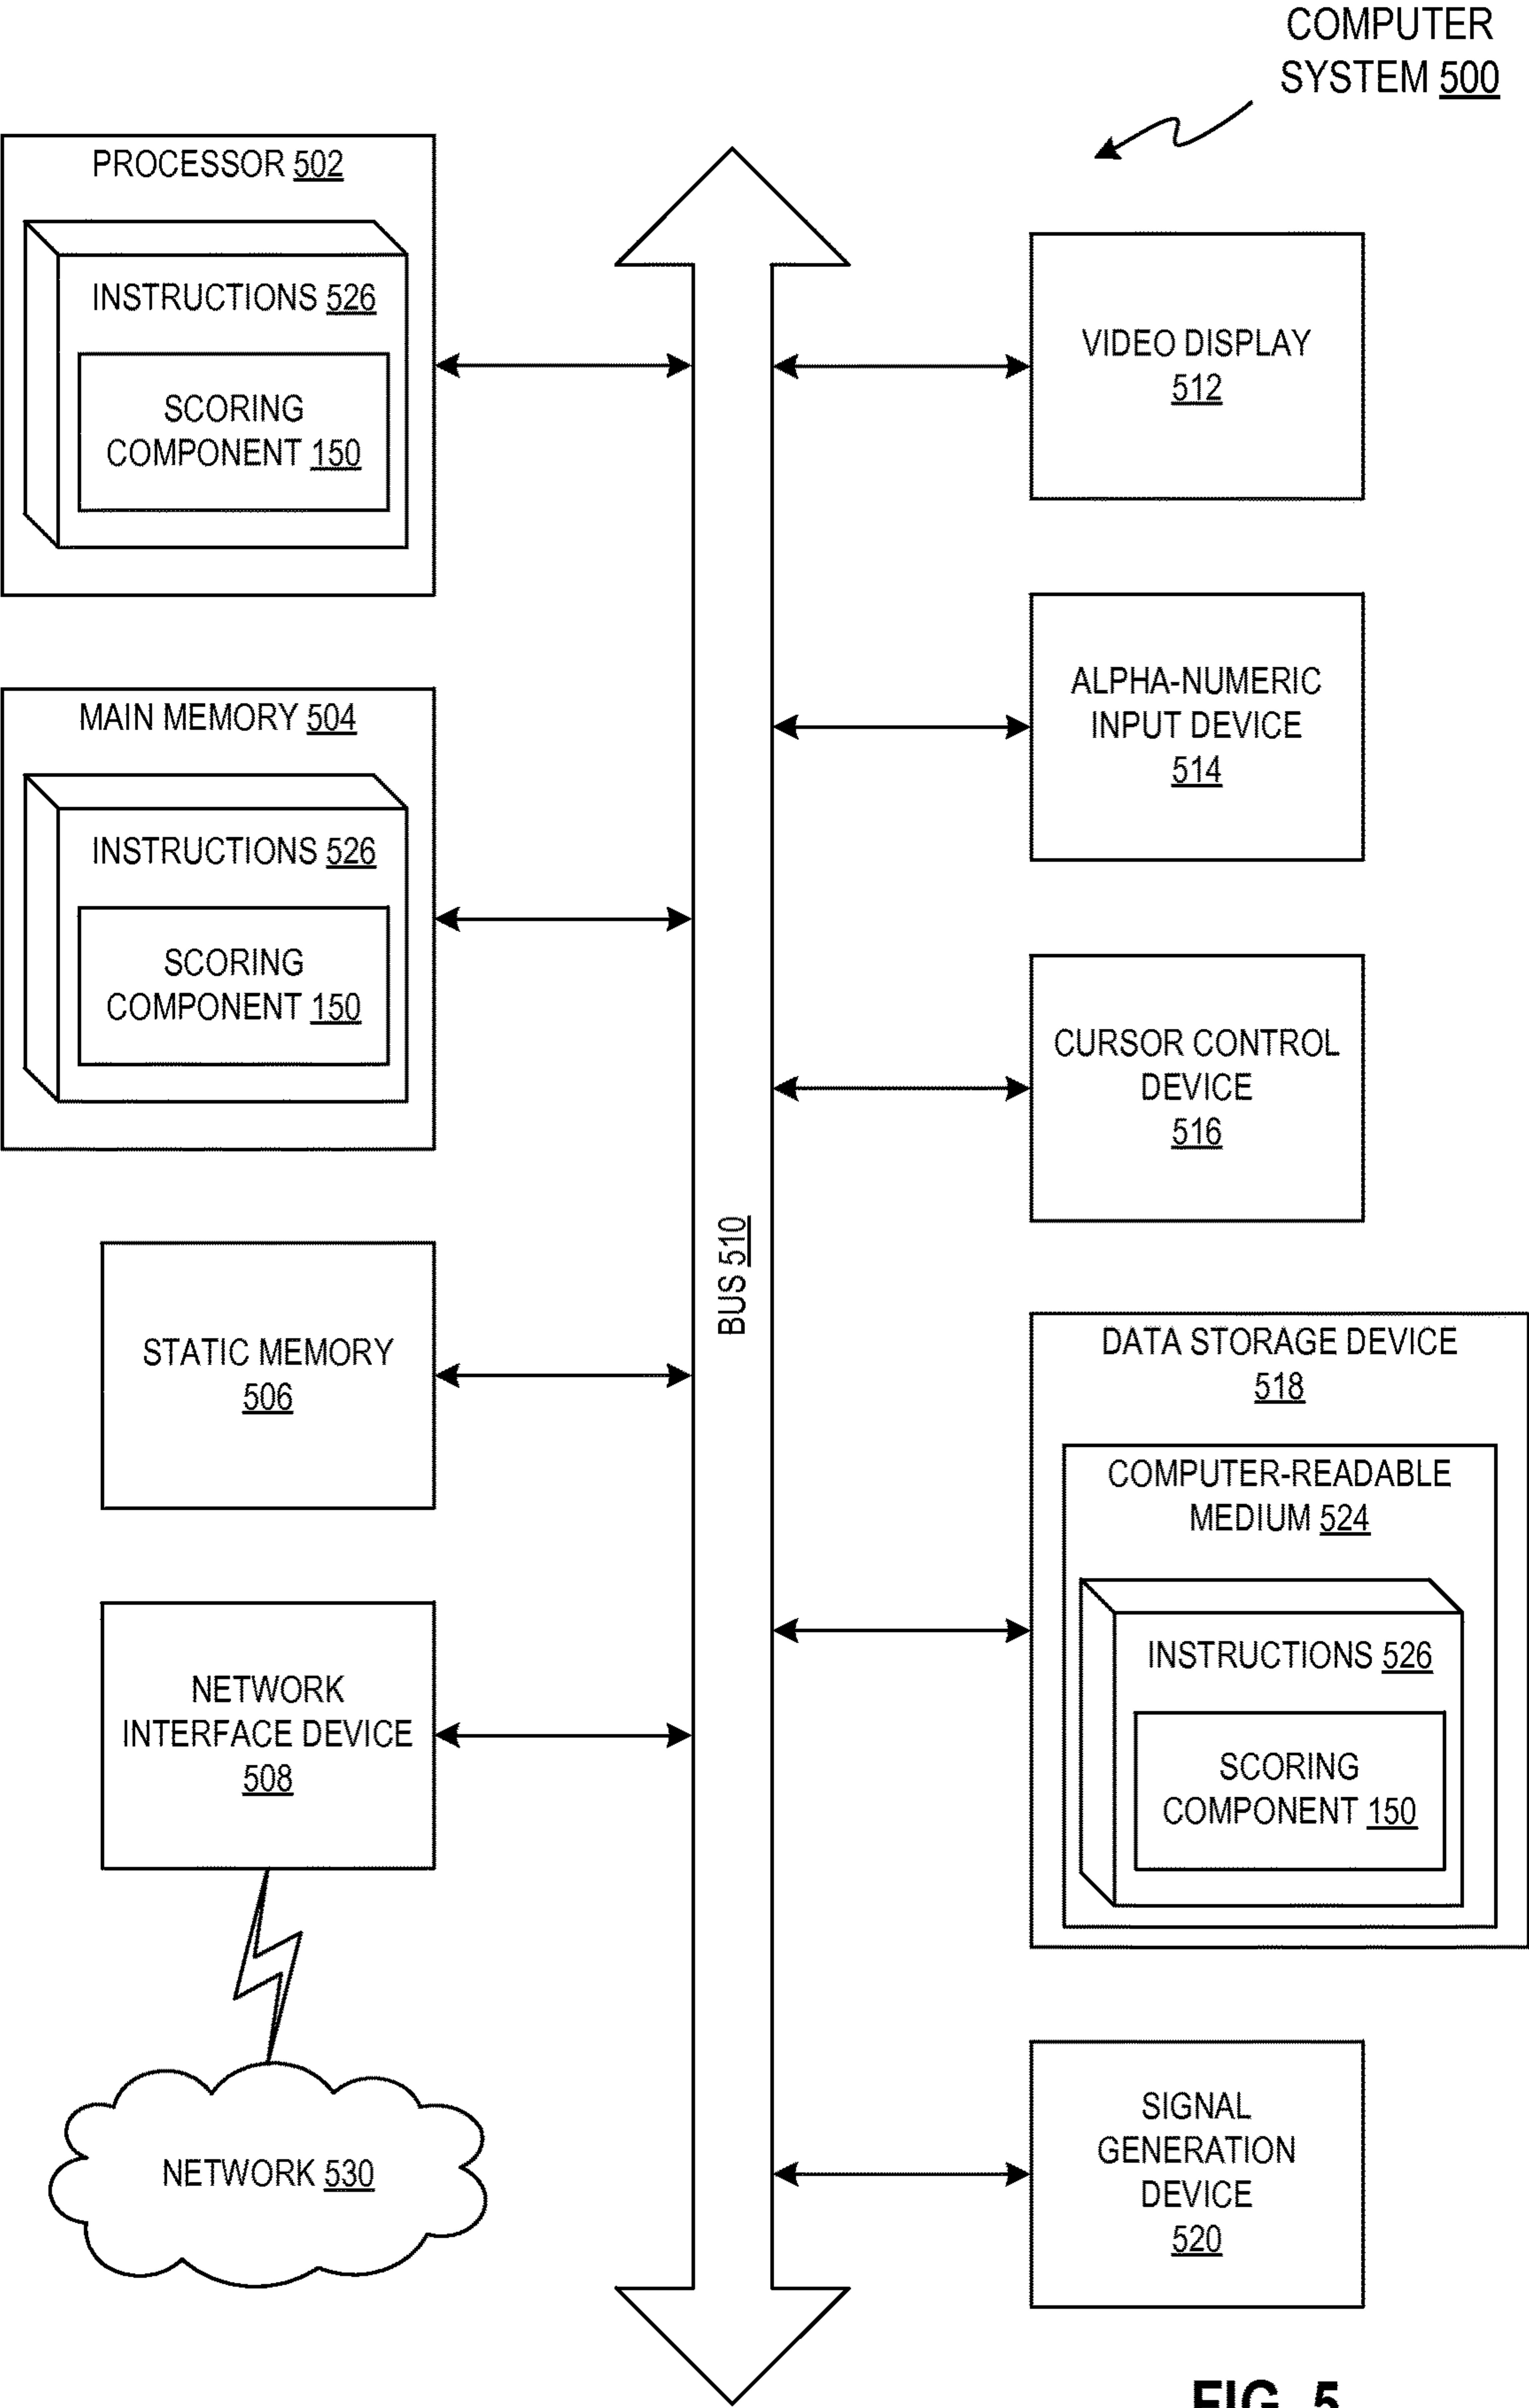 COMPUTER
SYSTEM 500
PROCESSOR 502
INSTRUCTIONS 526
SCORING
COMPONENT 150
MAIN MEMORY 504
INSTRUCTIONS 526
SCORING
COMPONENT 150
STATIC MEMORY
506
NETWORK
INTERFACE DEVICE
508
NETWORK 530
BUS 510
VIDEO DISPLAY
512
ALPHA-NUMERIC
INPUT DEVICE
514
CURSOR CONTROL
DEVICE
516
DATA STORAGE DEVICE
518
COMPUTER-READABLE
MEDIUM 524
INSTRUCTIONS 526
SCORING
COMPONENT 150
SIGNAL
GENERATION
DEVICE
520
FIG. 5